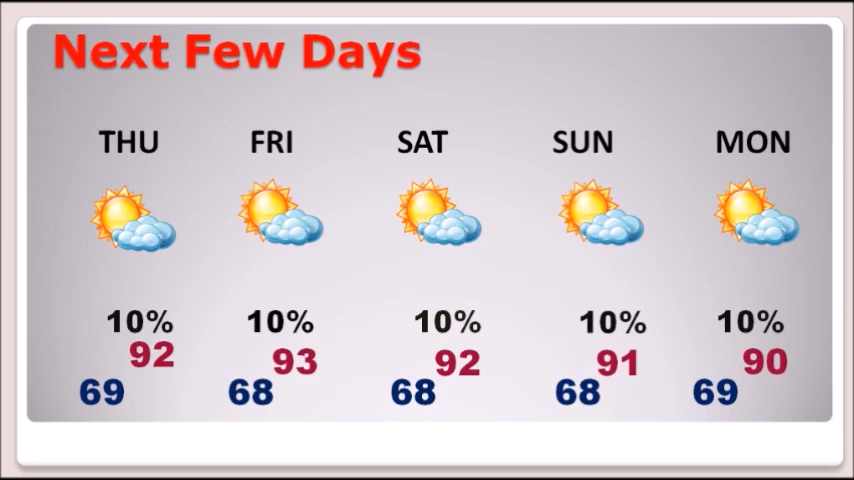 Next Few Days
THU FRI SAT SUN MON
10% 10% 10% 10% 10%
92 93 92 91 90
69 68 68 68 69